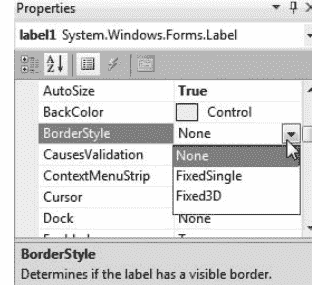 Properties
label1 System.Windows.Forms.Label
AutoSize True
BackColor Control
BorderStyle None
CausesValidation None
ContextMenuStrip FixedSingle
Cursor Fixed3D
Dock None
BorderStyle
Determines if the label has a visible border.